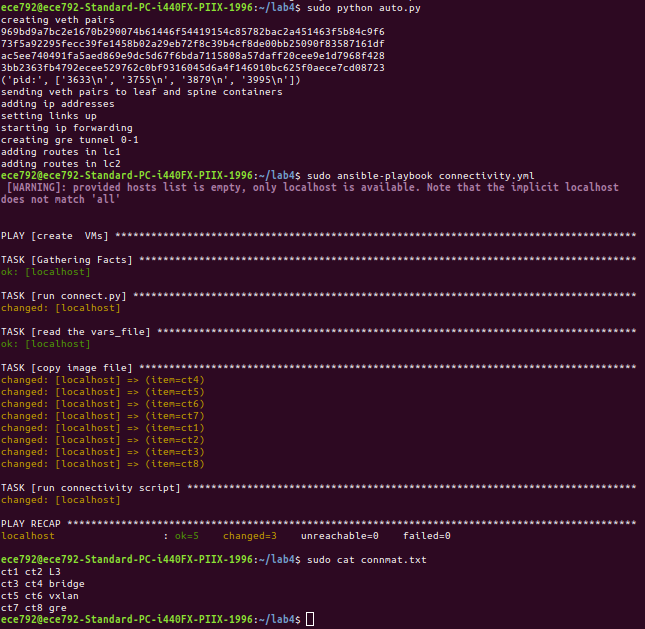 ece792@ece792-Standard-PC-i440FX-PIIX-1996:~/lab4$ sudo python auto.py
creating veth pairs
969bd9a7bc2e1670b290074b61446f54419154c85782bac2a451463f5b84c9f6
73f5a92295fecc39fe1458b02a29eb72f8c39b4cf8de00bb25090f83587161df
ac5ee740491fa5aed869e9dc5d67f6bda7115808a57daff20cee9e1d7968f428
3bb2363fb4792ecee529762c0bf9316045d6a4f146910bc625f0aece7cd08723
('pid:', ['3633\n', '3755\n', '3879\n', '3995\n'])
sending veth pairs to leaf and spine containers
adding ip addresses
setting links up
starting ip forwarding
creating gre tunnel 0-1
adding routes in lc1
adding routes in lc2
ece792@ece792-Standard-PC-i440FX-PIIX-1996:~/lab4$ sudo ansible-playbook connectivity.yml
 [WARNING]: provided hosts list is empty, only localhost is available. Note that the implicit localhost
does not match 'all'
PLAY [create  VMs] ***************************************************************************************
TASK [Gathering Facts] ***********************************************************************************
ok: [localhost]
TASK [run connect.py] ************************************************************************************
changed: [localhost]
TASK [read the vars_file] ********************************************************************************
ok: [localhost]
TASK [copy image file] ***********************************************************************************
changed: [localhost] => (item=ct4)
changed: [localhost] => (item=ct5)
changed: [localhost] => (item=ct6)
changed: [localhost] => (item=ct7)
changed: [localhost] => (item=ct1)
changed: [localhost] => (item=ct2)
changed: [localhost] => (item=ct3)
changed: [localhost] => (item=ct8)
TASK [run connectivity script] ***************************************************************************
changed: [localhost]
PLAY RECAP ***********************************************************************************************
localhost                  : ok=5    changed=3    unreachable=0    failed=0
ece792@ece792-Standard-PC-i440FX-PIIX-1996:~/lab4$ sudo cat connmat.txt
ct1 ct2 L3
ct3 ct4 bridge
ct5 ct6 vxlan
ct7 ct8 gre
ece792@ece792-Standard-PC-i440FX-PIIX-1996:~/lab4$